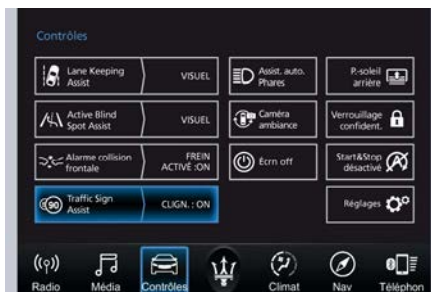 Contrôles
Lane Keeping
Assist
VISUEL
Assist. auto.
Phares
P.-soleil
arrière
Active Blind
Spot Assist
VISUEL
Caméra
ambiance
Verrouillage
confident.
Alarme collision
frontale
FREIN
ACTIVÉ :ON
Écrn off
Start&Stop
désactivé
90
Traffic Sign
Assist
CLIGN. : ON
Réglages
Radio
Média
Contrôles
Climat
Nav
Téléphon